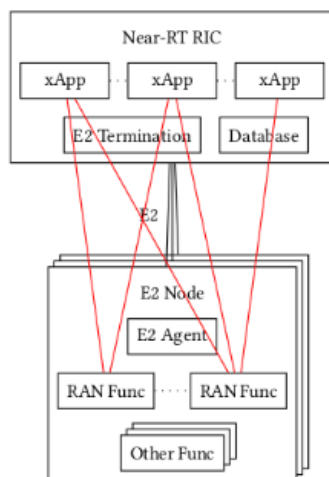 Near-RT RIC
xApp xApp xApp
E2 Termination Database
E2
E2 Node
E2 Agent
RAN Func RAN Func
Other Func